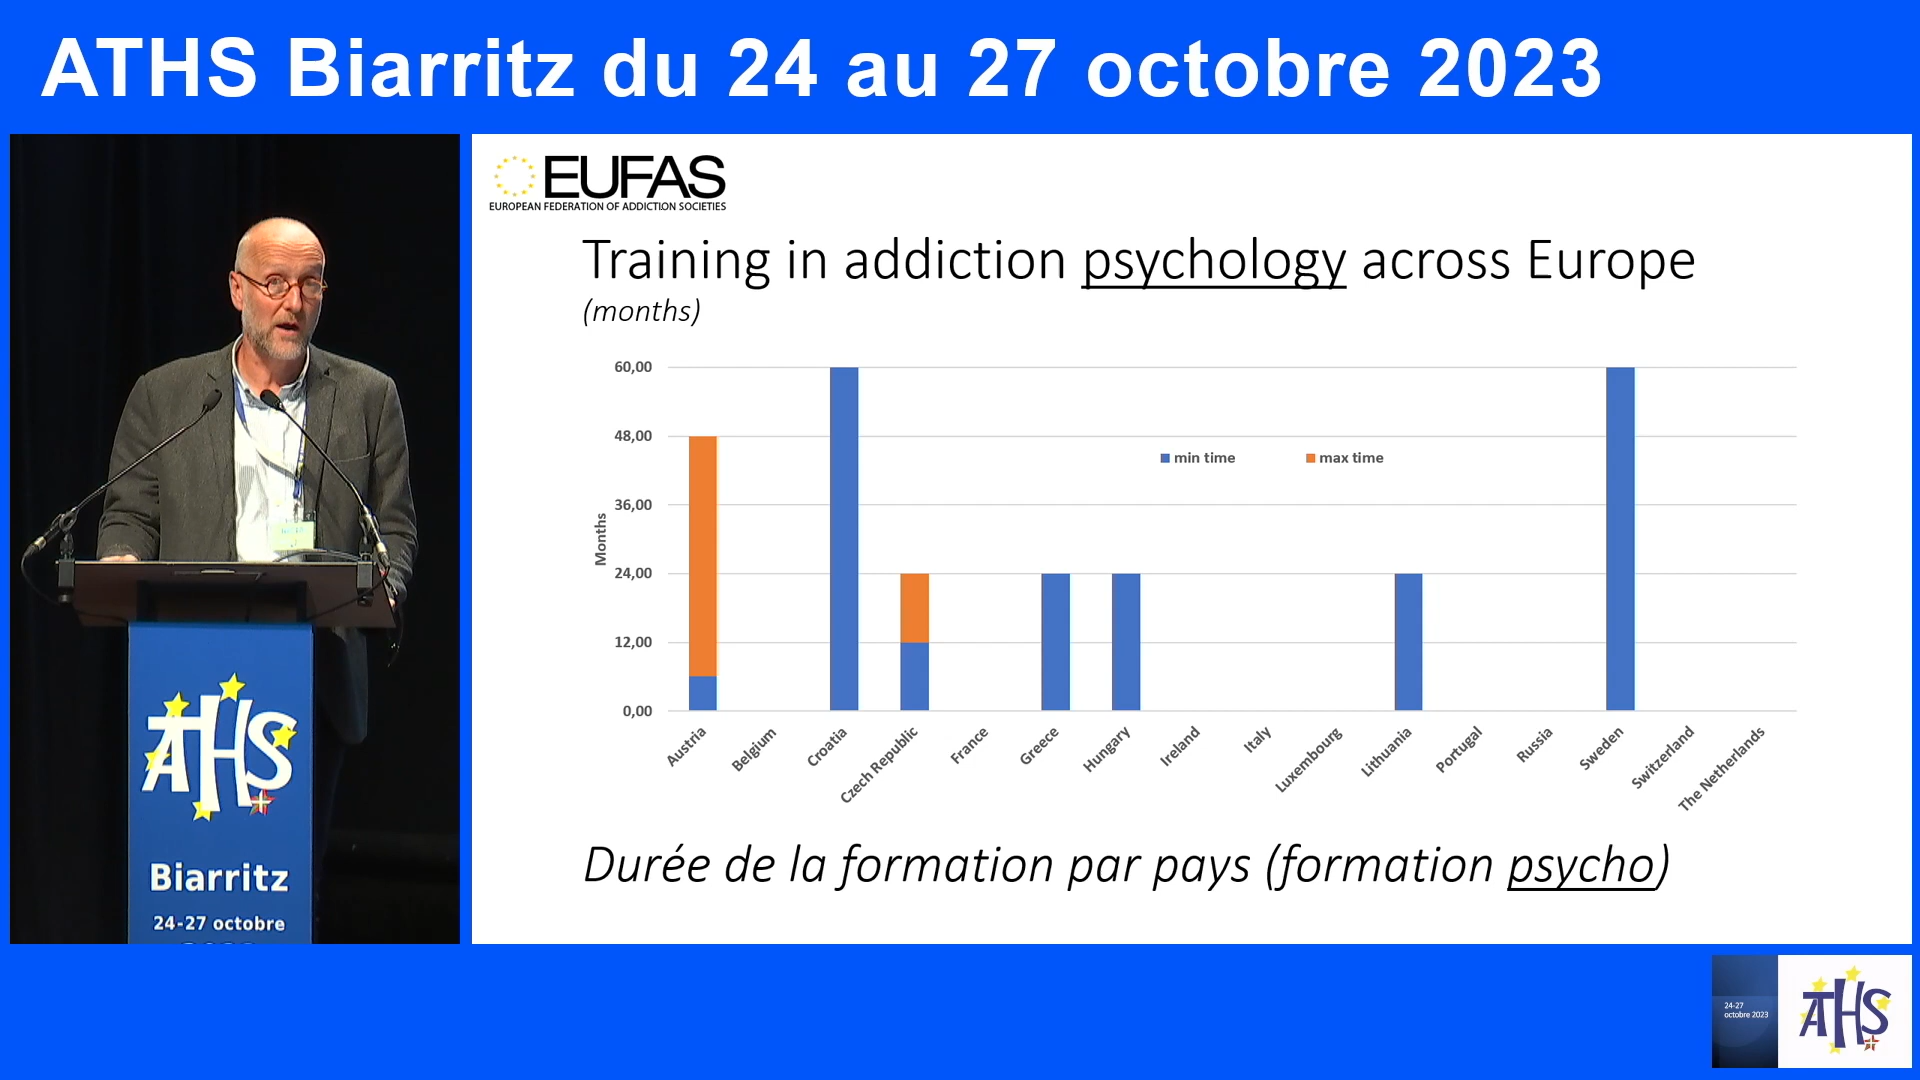 ATHS Biarritz du 24 au 27 octobre 2023
EUFAS
EUROPEAN FEDERATION OF ADDICTION SOCIETIES
Training in addiction psychology across Europe
(months)
60,00
48,00
36,00
24,00
12,00
0,00
Months
min time
max time
Austria
Belgium
Croatia
Czech Republic
France
Greece
Hungary
Ireland
Italy
Luxembourg
Lithuania
Portugal
Russia
Sweden
Switzerland
The Netherlands
Durée de la formation par pays (formation psycho)
ATHS
Biarritz
24-27 octobre
24-27
octobre 2023
ATHS